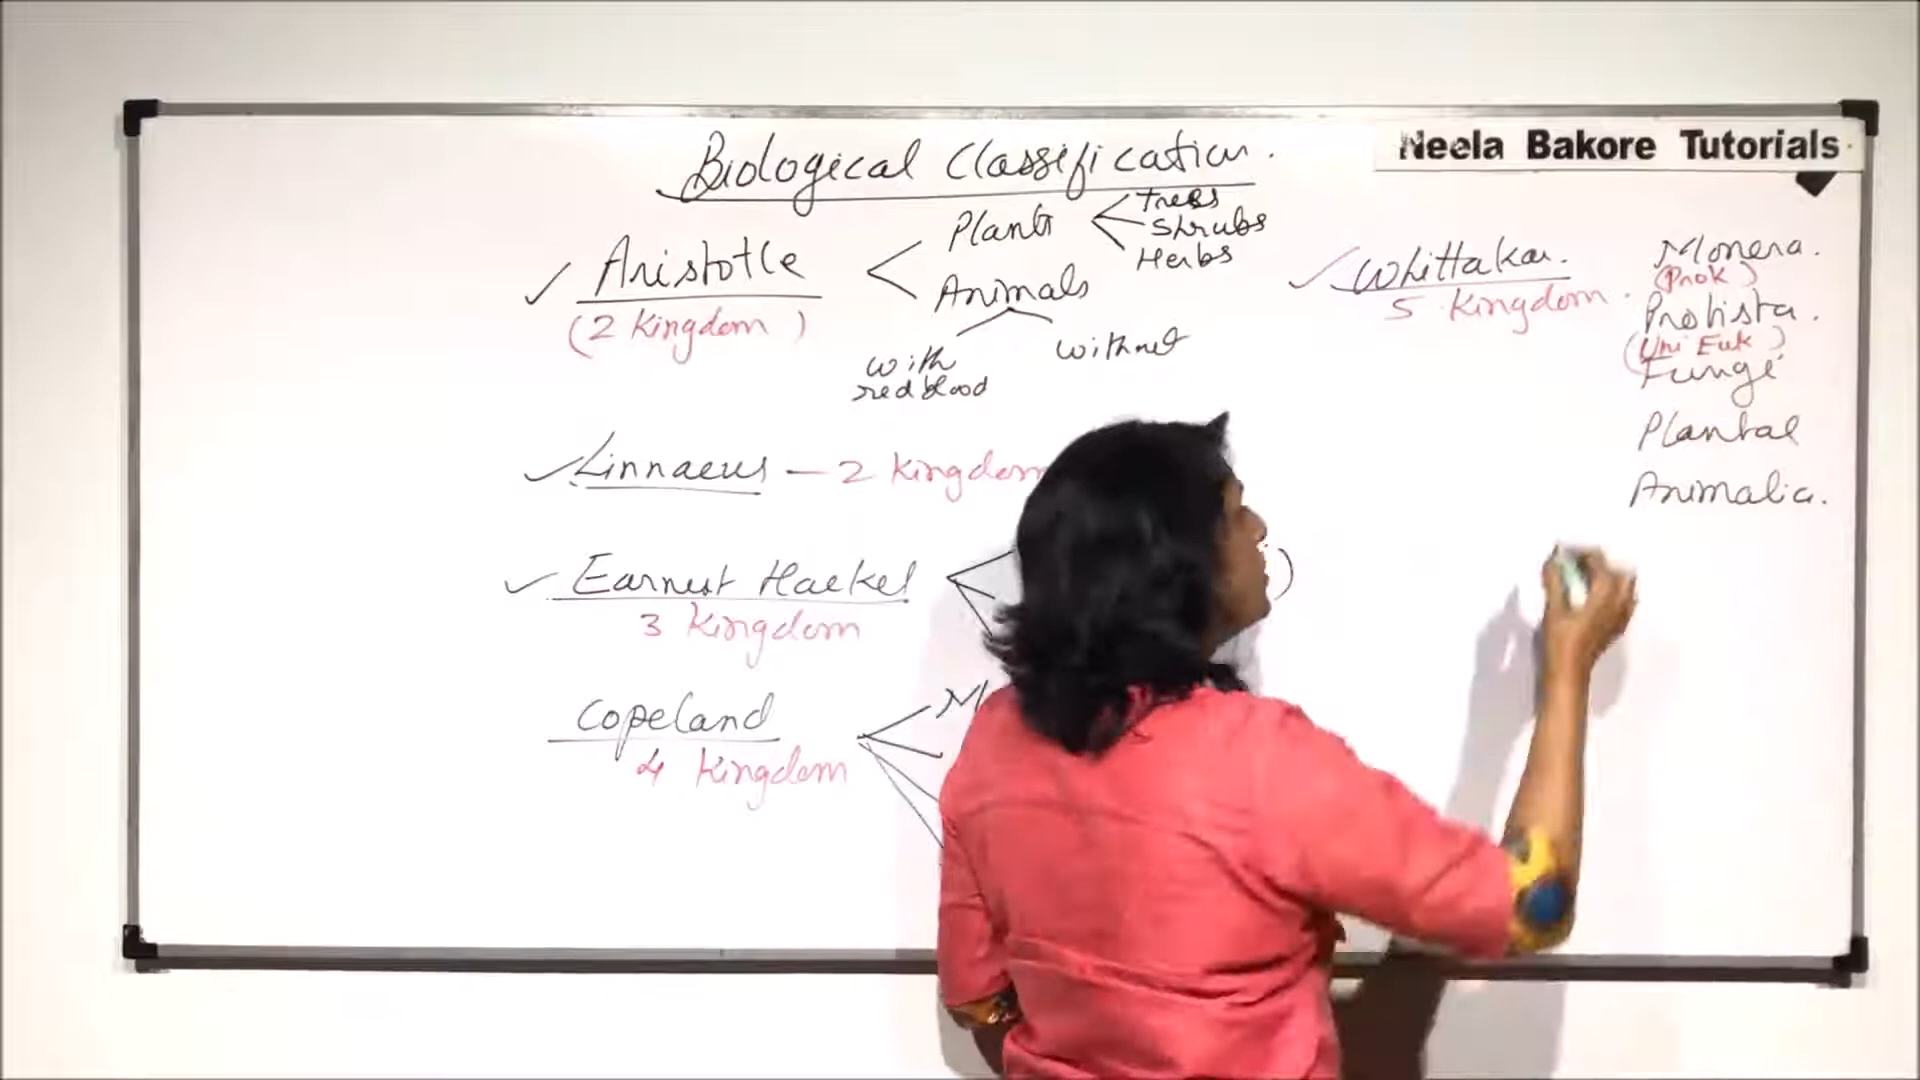 Biological Classification.
Neela Bakore Tutorials
Aristotle
(2 Kingdom)
Plants
Trees
Shrubs
Herbs
Animals
with
red blood
without
Linnaeus — 2 Kingdom
Earnest Haekel
3 Kingdom
)
Copeland
4 Kingdom
M
Whittakar.
5 Kingdom.
Monera.
(Prok)
Protista.
(Uni Euk)
Fungi
Plantae
Animalia.